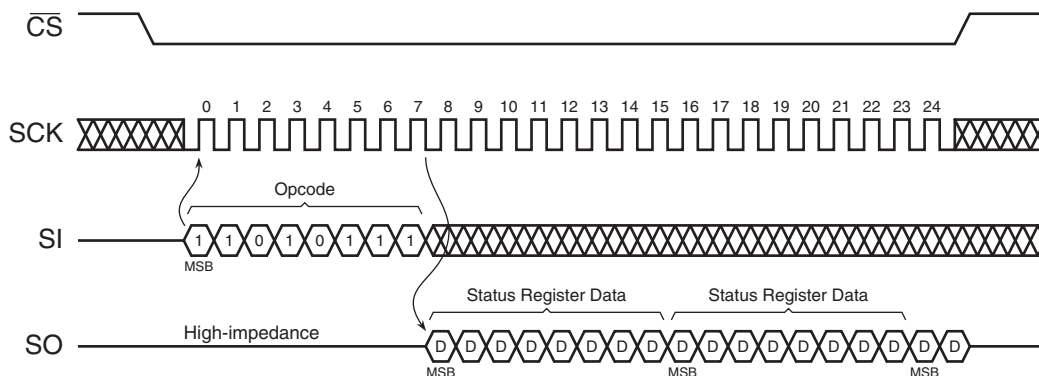 CS
0 1 2 3 4 5 6 7 8 9 10 11 12 13 14 15 16 17 18 19 20 21 22 23 24
SCK
Opcode
SI 1 1 0 1 0 1 1 1
MSB
Status Register Data Status Register Data
High-impedance
SO D D D D D D D D D D D D D D D D D D
MSB MSB MSB